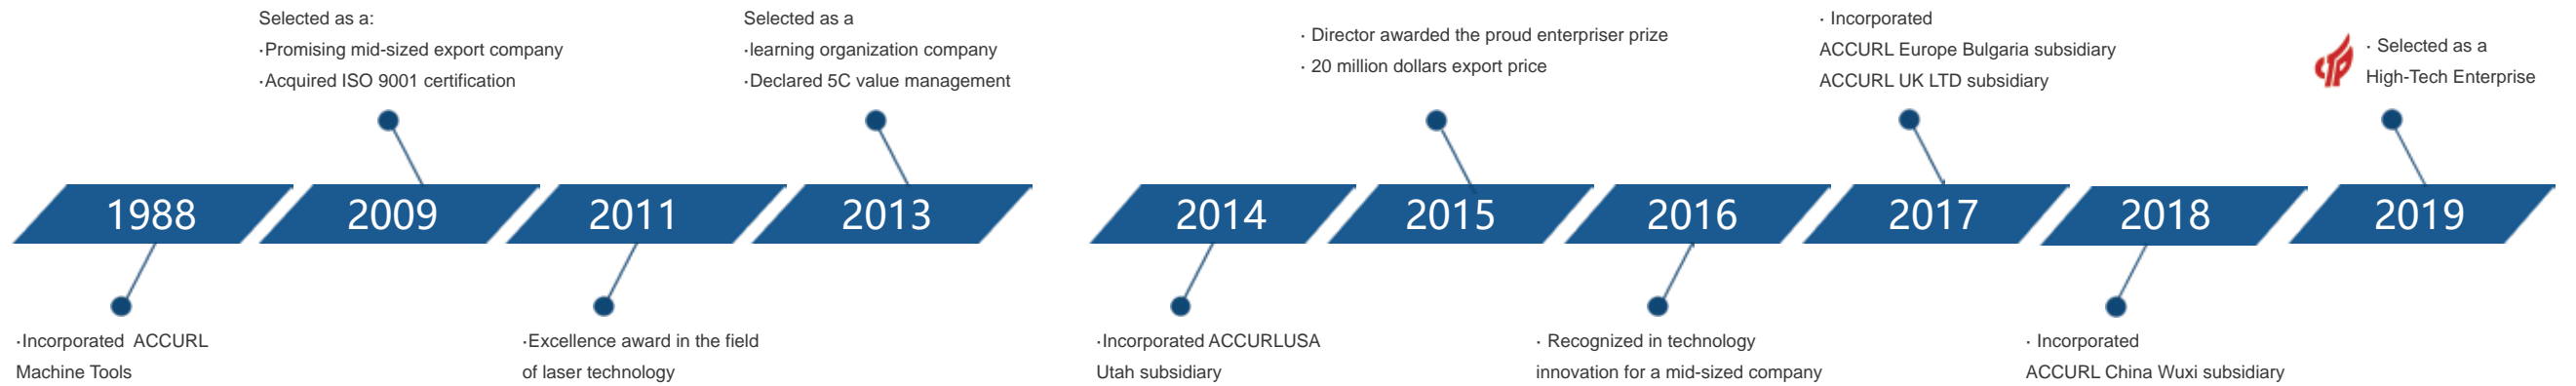 Selected as a:
·Promising mid-sized export company
·Acquired ISO 9001 certification
Selected as a
·learning organization company
·Declared 5C value management
· Director awarded the proud enterpriser prize
· 20 million dollars export price
· Incorporated
ACCURL Europe Bulgaria subsidiary
ACCURL UK LTD subsidiary
· Selected as a
High-Tech Enterprise
1988
2009
2011
2013
2014
2015
2016
2017
2018
2019
·Incorporated ACCURL
Machine Tools
·Excellence award in the field
of laser technology
·Incorporated ACCURLUSA
Utah subsidiary
· Recognized in technology
innovation for a mid-sized company
· Incorporated
ACCURL China Wuxi subsidiary